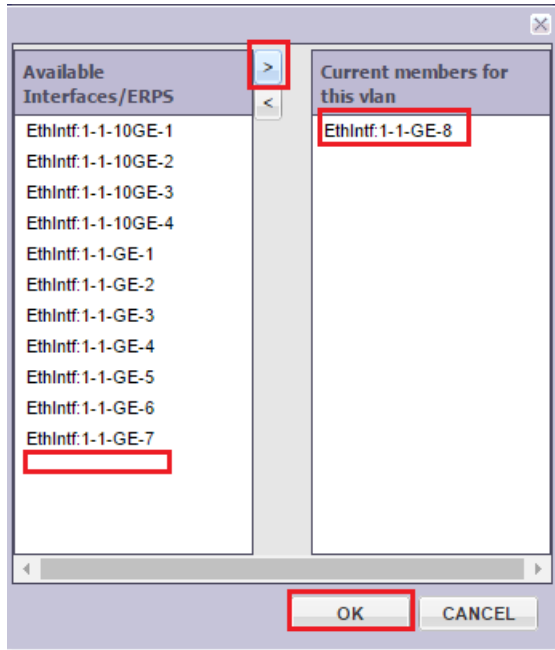 Available
Interfaces/ERPS
EthIntf:1-1-10GE-1
EthIntf:1-1-10GE-2
EthIntf:1-1-10GE-3
EthIntf:1-1-10GE-4
EthIntf:1-1-GE-1
EthIntf:1-1-GE-2
EthIntf:1-1-GE-3
EthIntf:1-1-GE-4
EthIntf:1-1-GE-5
EthIntf:1-1-GE-6
EthIntf:1-1-GE-7
>
<
Current members for
this vlan
EthIntf:1-1-GE-8
OK
CANCEL